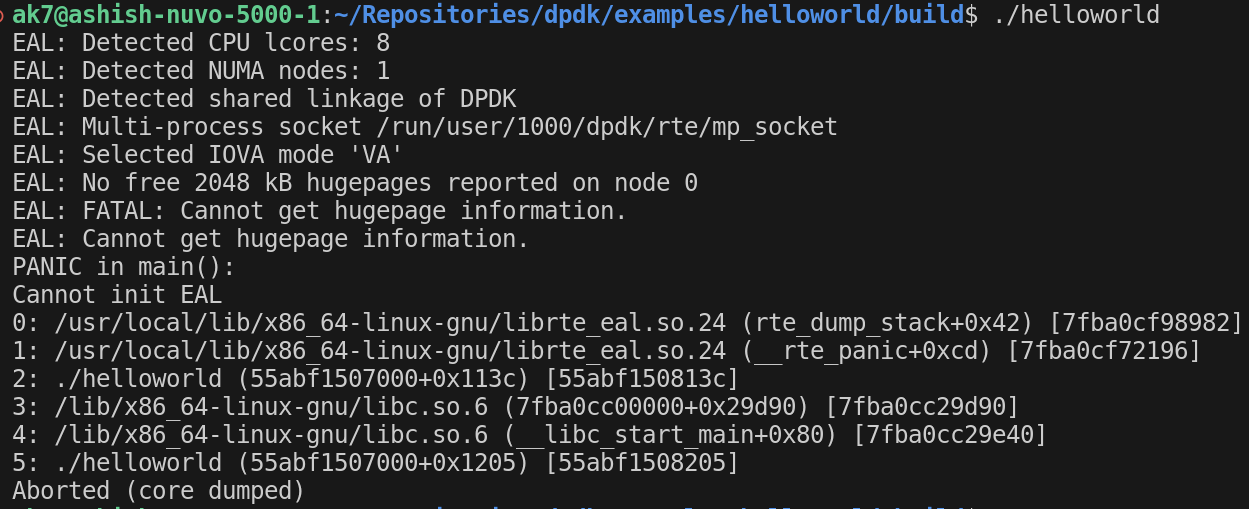 ak7@ashish-nuvo-5000-1:~/Repositories/dpdk/examples/helloworld/build$ ./helloworld
EAL: Detected CPU lcores: 8
EAL: Detected NUMA nodes: 1
EAL: Detected shared linkage of DPDK
EAL: Multi-process socket /run/user/1000/dpdk/rte/mp_socket
EAL: Selected IOVA mode 'VA'
EAL: No free 2048 kB hugepages reported on node 0
EAL: FATAL: Cannot get hugepage information.
EAL: Cannot get hugepage information.
PANIC in main():
Cannot init EAL
0: /usr/local/lib/x86_64-linux-gnu/librte_eal.so.24 (rte_dump_stack+0x42) [7fba0cf98982]
1: /usr/local/lib/x86_64-linux-gnu/librte_eal.so.24 (__rte_panic+0xcd) [7fba0cf72196]
2: ./helloworld (55abf1507000+0x113c) [55abf150813c]
3: /lib/x86_64-linux-gnu/libc.so.6 (7fba0cc00000+0x29d90) [7fba0cc29d90]
4: /lib/x86_64-linux-gnu/libc.so.6 (__libc_start_main+0x80) [7fba0cc29e40]
5: ./helloworld (55abf1507000+0x1205) [55abf1508205]
Aborted (core dumped)